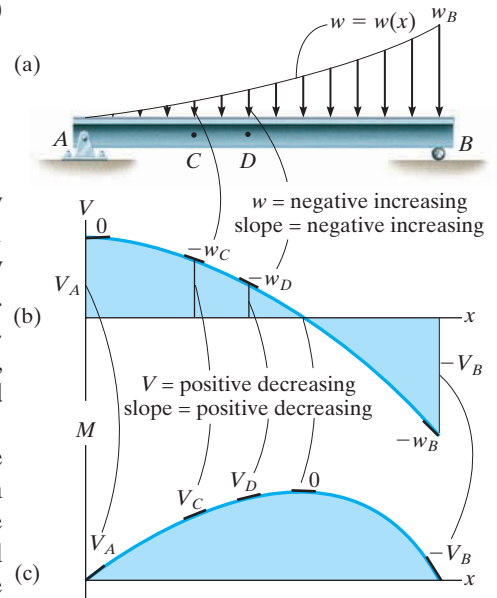 w = w(x)
w_B
(a)
A
C
D
B
w = negative increasing
slope = negative increasing
V
0
−w_C
−w_D
V_A
(b)
x
−V_B
V = positive decreasing
slope = positive decreasing
−w_B
M
V_C
V_D
0
V_A
−V_B
(c)
x